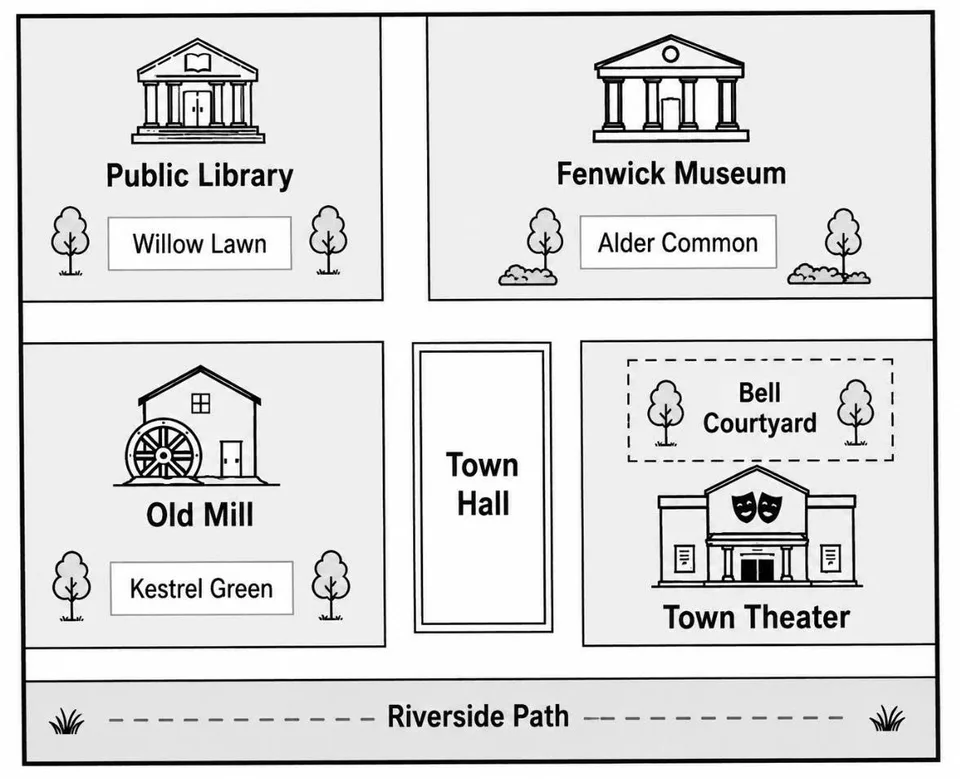 Public Library
Willow Lawn
Fenwick Museum
Alder Common
Old Mill
Kestrel Green
Town
Hall
Bell
Courtyard
Town Theater
Riverside Path